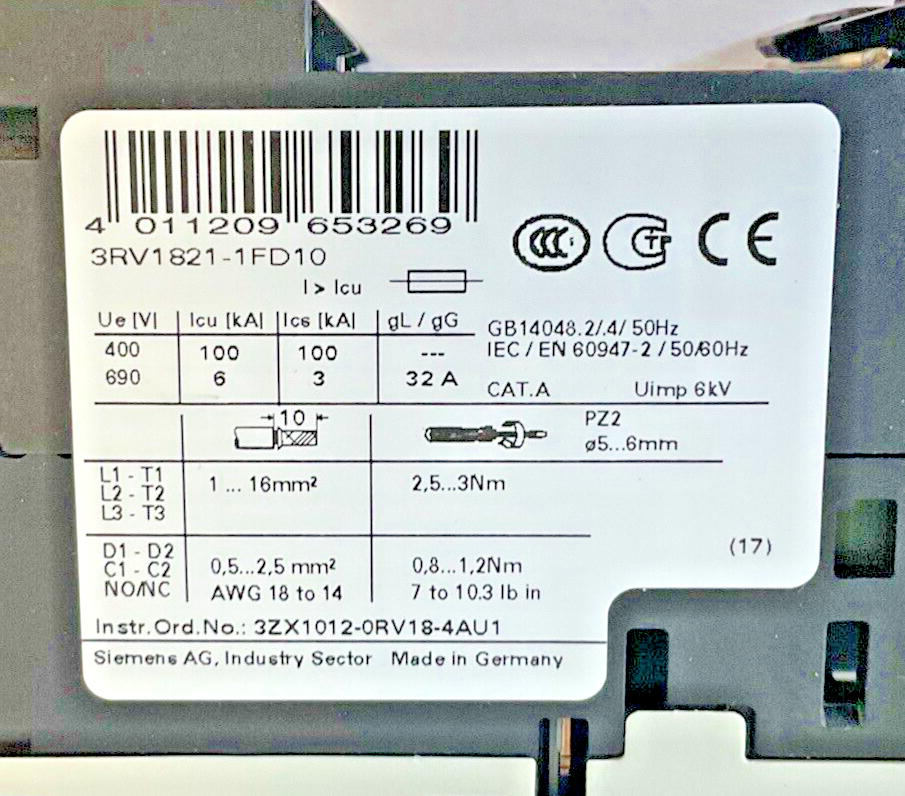 4 011209 653269
3RV1821-1FD10
I > Icu
Ue [V] Icu [kA] Ics [kA] gL / gG
400 100 100 ---
690 6 3 32 A
GB14048.2/.4/ 50Hz
IEC / EN 60947-2 / 50/60Hz
CAT.A Uimp 6kV
10
PZ2
ø5...6mm
L1 - T1
L2 - T2
L3 - T3
1 ... 16mm²
2,5...3Nm
D1 - D2
C1 - C2
NO/NC
0,5...2,5 mm²
AWG 18 to 14
0,8...1,2Nm
7 to 10.3 lb in
(17)
Instr.Ord.No.: 3ZX1012-0RV18-4AU1
Siemens AG, Industry Sector Made in Germany
CCC
CE